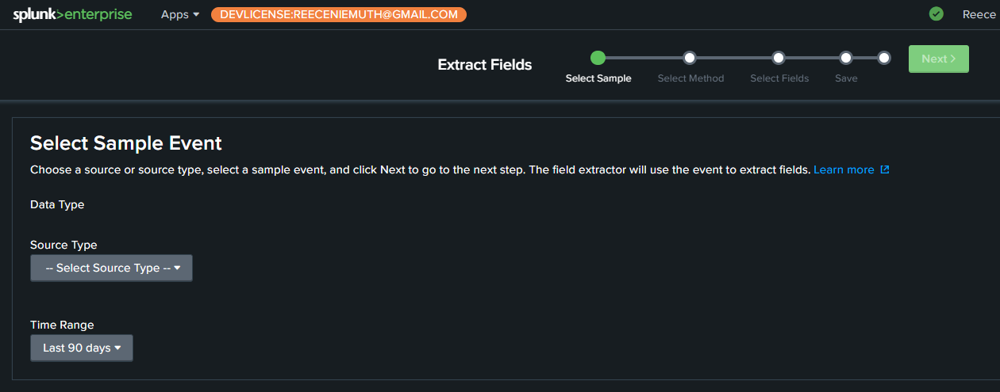 splunk>enterprise Apps DEVLICENSE:REECENIEMUTH@GMAIL.COM Reece
Extract Fields Next >
Select Sample Select Method Select Fields Save
Select Sample Event
Choose a source or source type, select a sample event, and click Next to go to the next step. The field extractor will use the event to extract fields. Learn more
Data Type
Source Type
-- Select Source Type --
Time Range
Last 90 days